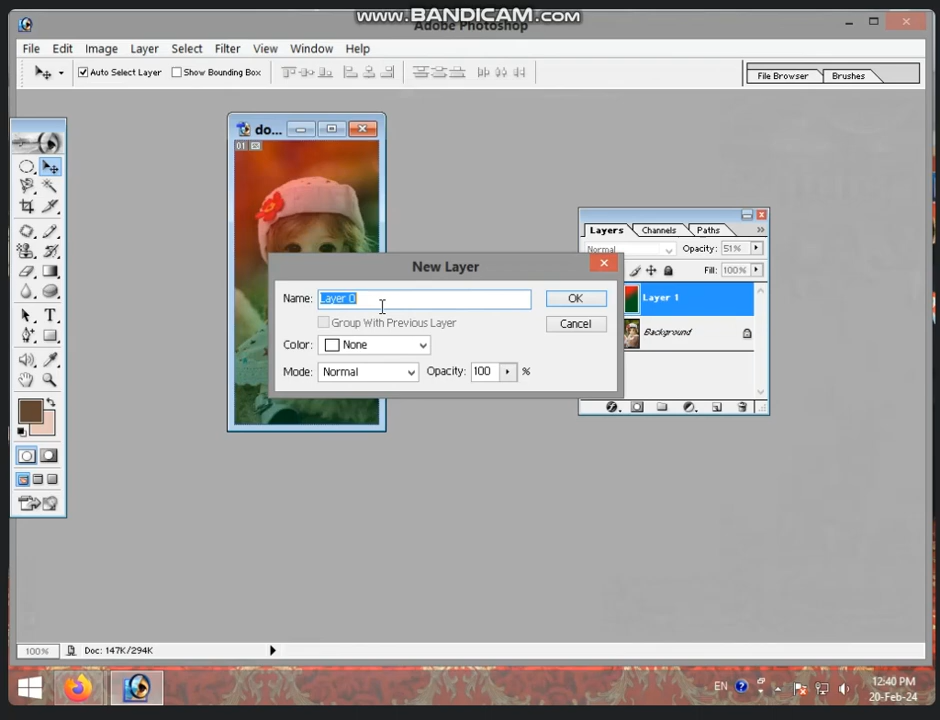 www.BANDICAM.com
Adobe Photoshop
File Edit Image Layer Select Filter View Window Help
Auto Select Layer Show Bounding Box File Browser Brushes
do...
01
Layers Channels Paths
Normal Opacity: 51%
Fill: 100%
Layer 1
Background
New Layer
Name: Layer 0 OK
Group With Previous Layer Cancel
Color: None
Mode: Normal Opacity: 100 %
100% Doc: 147K/294K
EN 12:40 PM
20-Feb-24